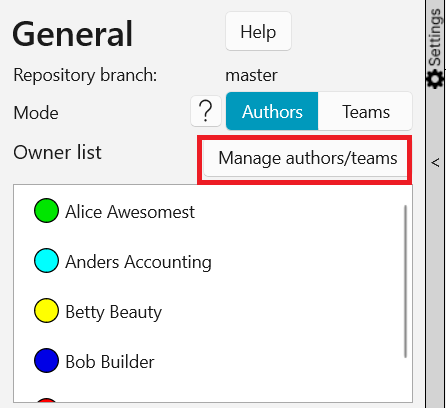 General
Help
Settings
Repository branch: master
Mode ? Authors Teams
Owner list Manage authors/teams
<
Alice Awesomest
Anders Accounting
Betty Beauty
Bob Builder